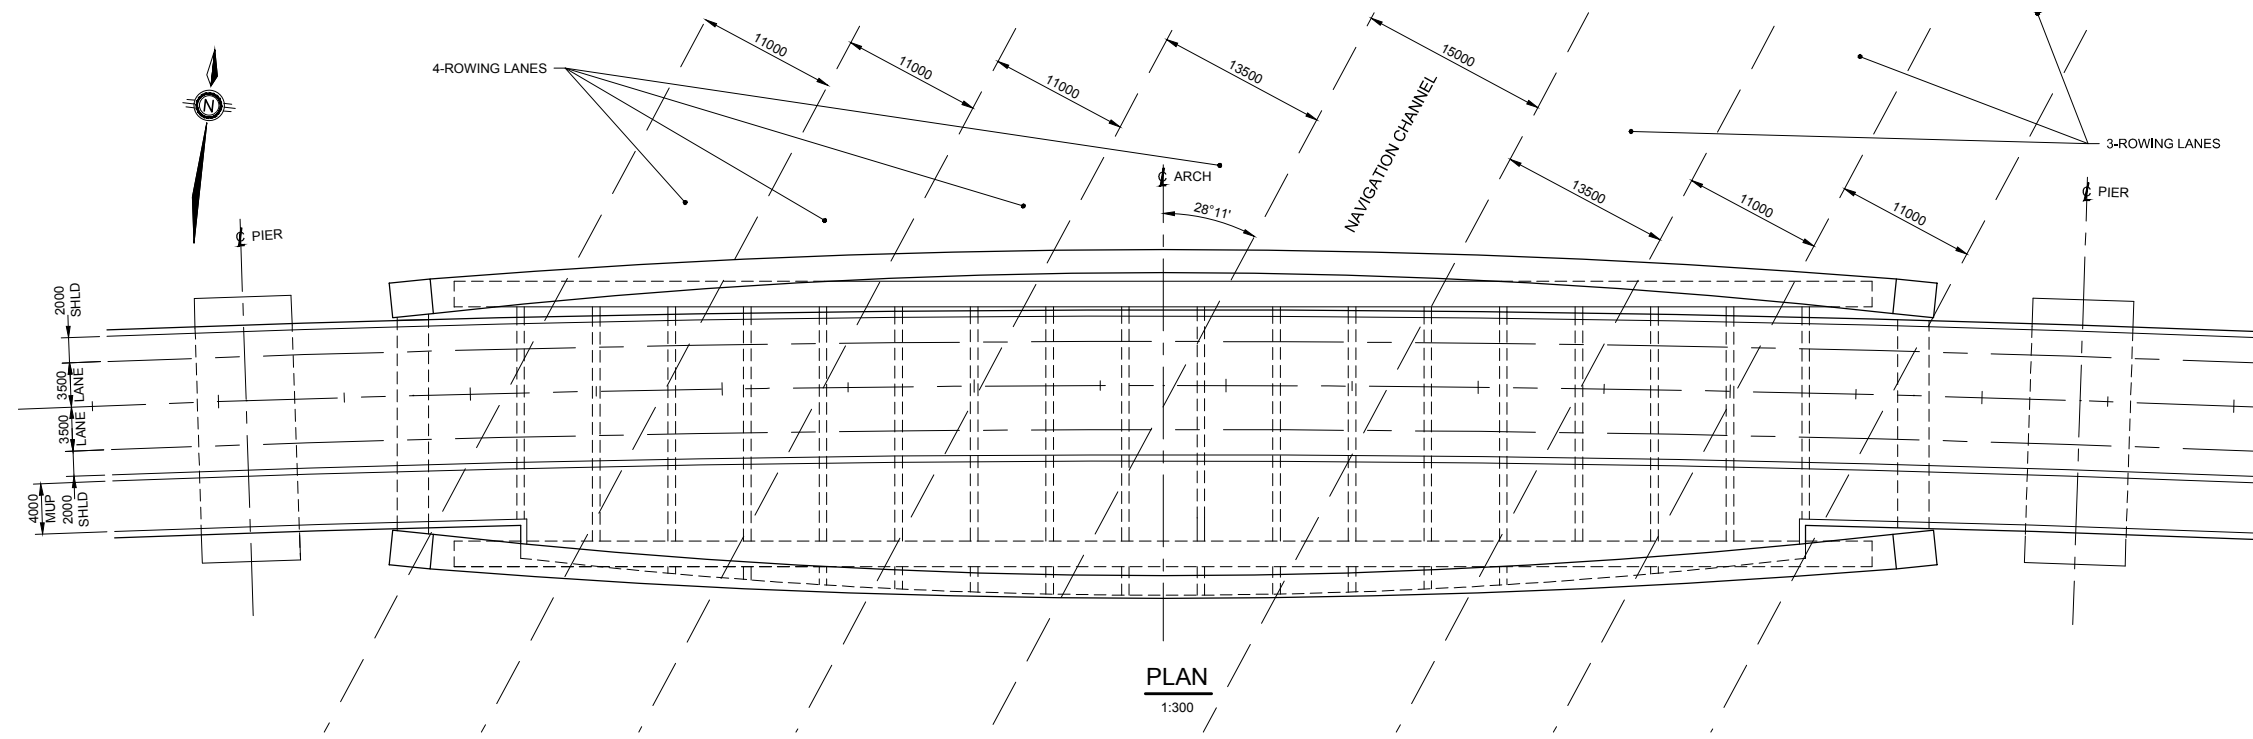 11000
11000
11000
13500
15000
4-ROWING LANES
NAVIGATION CHANNEL
3-ROWING LANES
N
℄ ARCH
28°11'
13500
11000
11000
℄ PIER
℄ PIER
2000
SHLD
3500
LANE
3500
LANE
2000
SHLD
4000
MUP
PLAN
1:300